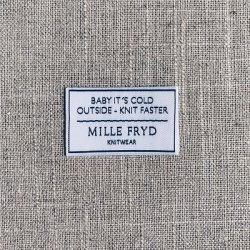 BABY IT'S COLD
OUTSIDE - KNIT FASTER
MILLE FRYD
KNITWEAR